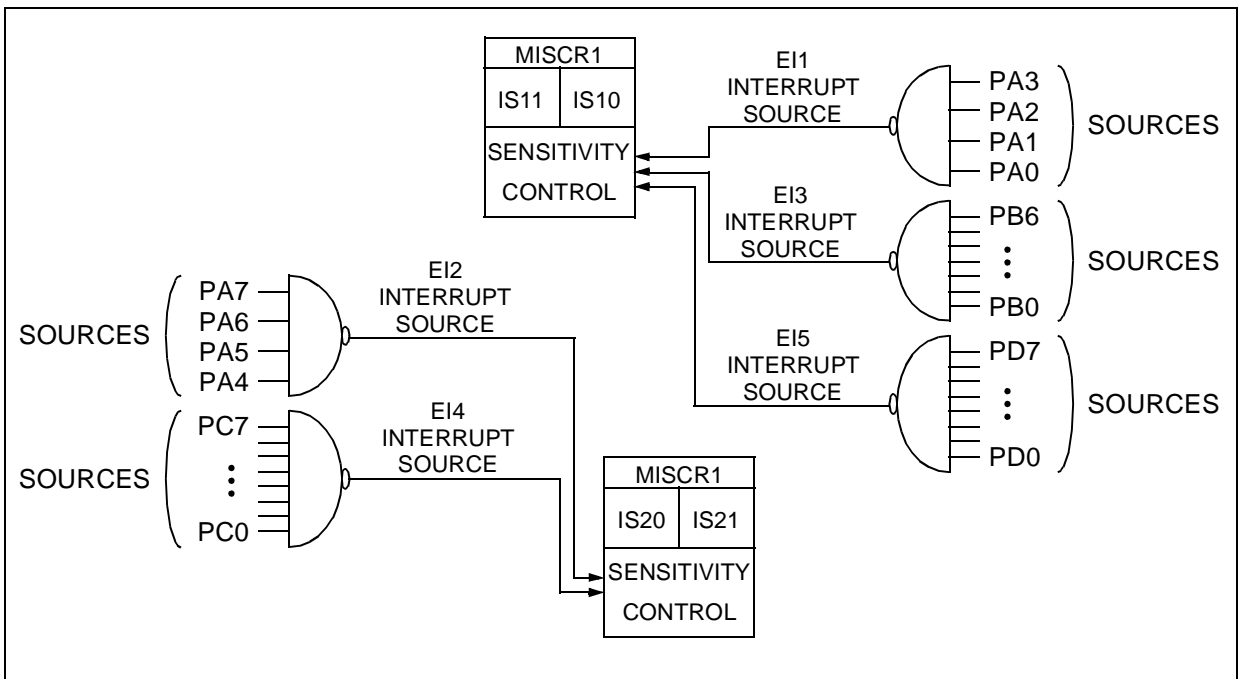 MISCR1
IS11 IS10
SENSITIVITY
CONTROL
EI1
INTERRUPT
SOURCE
PA3
PA2
PA1
PA0
SOURCES
EI3
INTERRUPT
SOURCE
PB6
PB0
SOURCES
EI5
INTERRUPT
SOURCE
PD7
PD0
SOURCES
SOURCES
PA7
PA6
PA5
PA4
EI2
INTERRUPT
SOURCE
SOURCES
PC7
PC0
EI4
INTERRUPT
SOURCE
MISCR1
IS20 IS21
SENSITIVITY
CONTROL